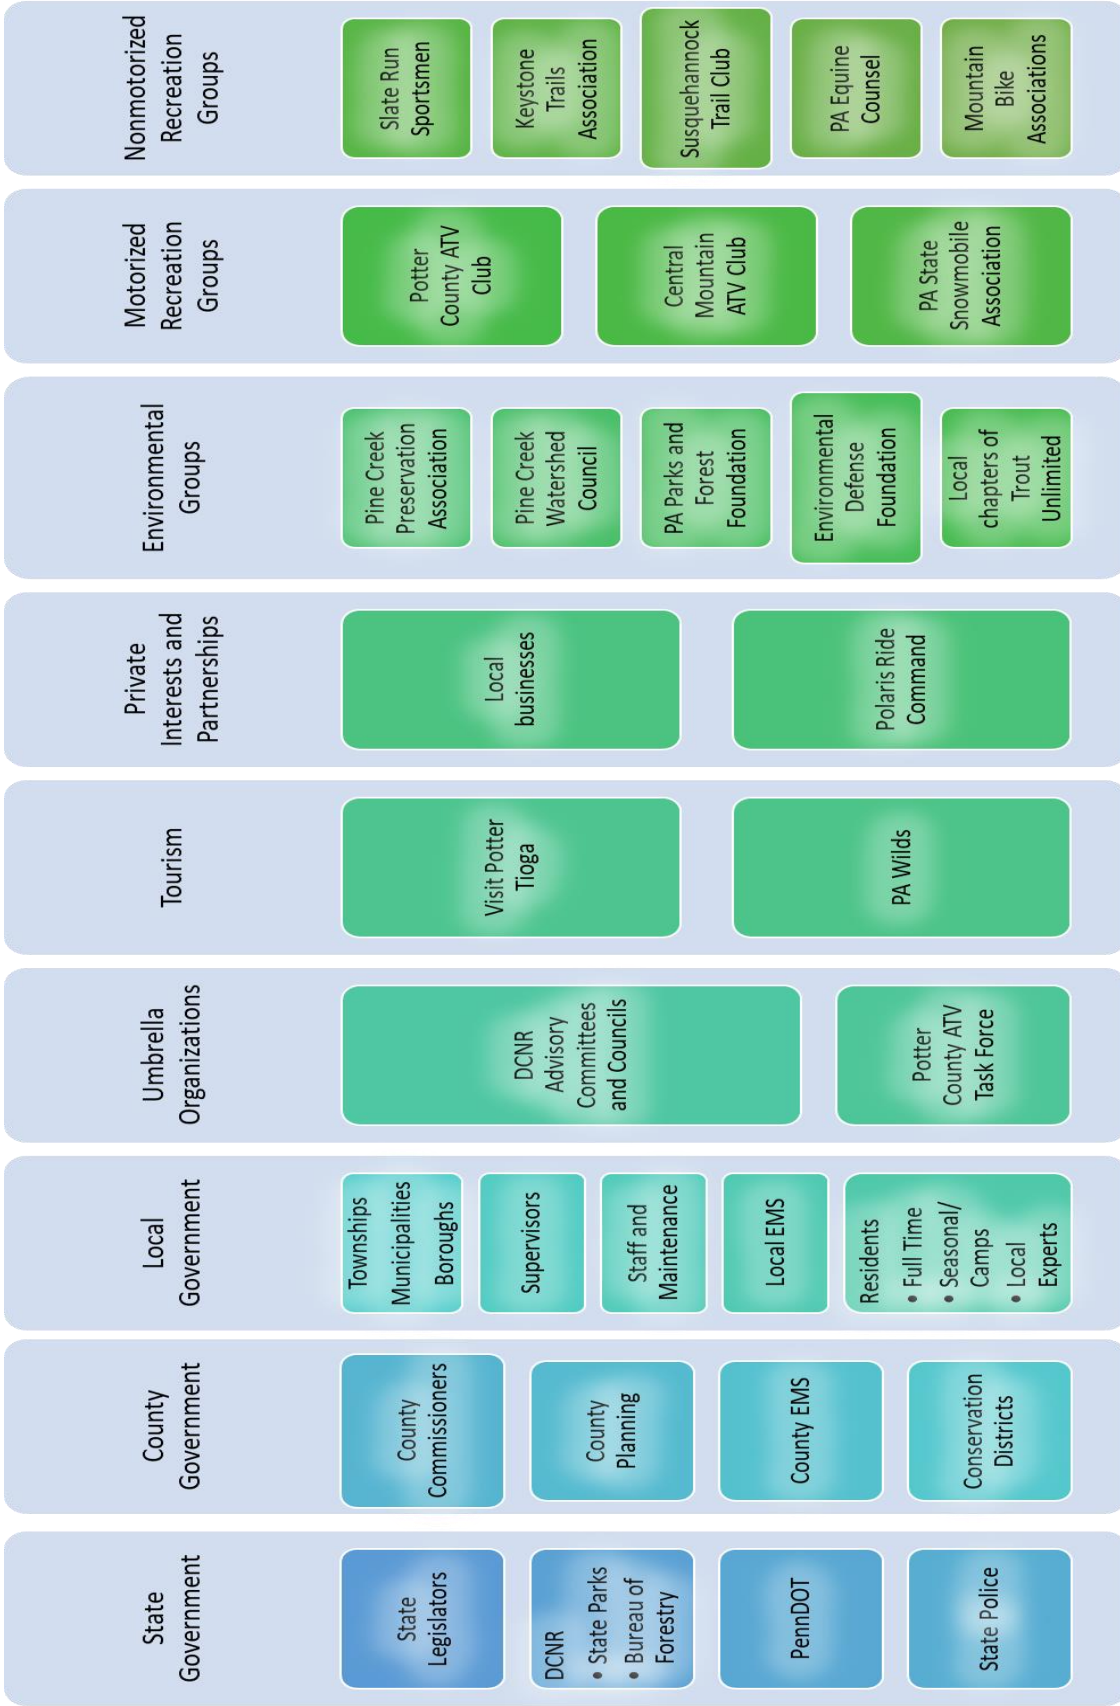 State
Government
State
Legislators
DCNR
• State Parks
• Bureau of
Forestry
PennDOT
State Police
County
Government
County
Commissioners
County
Planning
County EMS
Conservation
Districts
Local
Government
Townships
Municipalities
Boroughs
Supervisors
Staff and
Maintenance
Local EMS
Residents
• Full Time
• Seasonal/
Camps
• Local
Experts
Umbrella
Organizations
DCNR
Advisory
Committees
and Councils
Potter
County ATV
Task Force
Tourism
Visit Potter
Tioga
PA Wilds
Private
Interests and
Partnerships
Local
businesses
Polaris Ride
Command
Environmental
Groups
Pine Creek
Preservation
Association
Pine Creek
Watershed
Council
PA Parks and
Forest
Foundation
Environmental
Defense
Foundation
Local
chapters of
Trout
Unlimited
Motorized
Recreation
Groups
Potter
County ATV
Club
Central
Mountain
ATV Club
PA State
Snowmobile
Association
Nonmotorized
Recreation
Groups
Slate Run
Sportsmen
Keystone
Trails
Association
Susquehannock
Trail Club
PA Equine
Counsel
Mountain
Bike
Associations